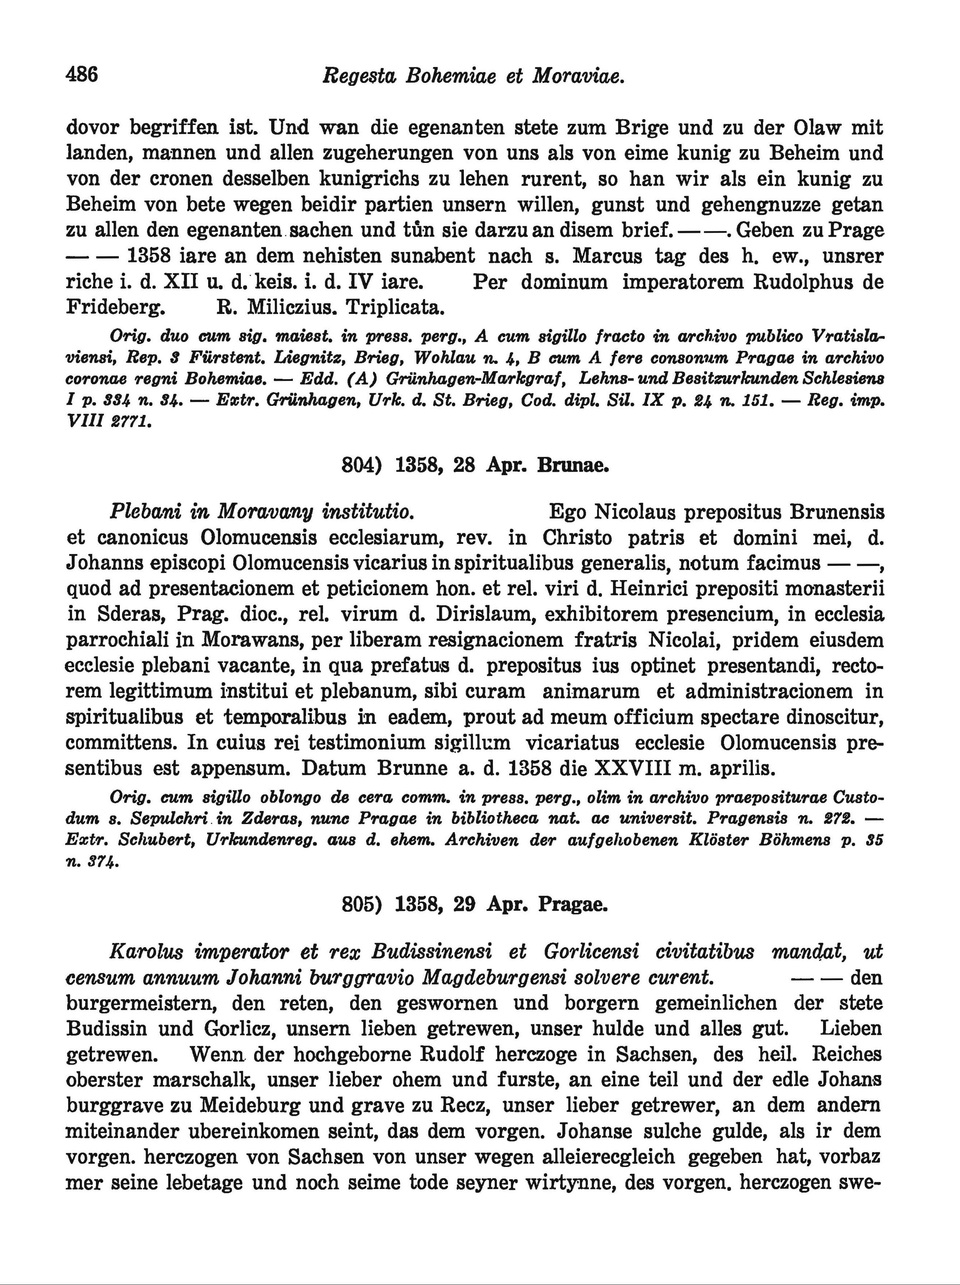 486 Regesta Bohemiae et Moraviae.
dovor begriffen ist. Und wan die egenanten stete zum Brige und zu der Olaw mit
landen, mannen und allen zugeherungen von uns als von eime kunig zu Beheim und
von der cronen desselben kunigrichs zu lehen rurent, so han wir als ein kunig zu
Beheim von bete wegen beidir partien unsern willen, gunst und gehengnuzze getan
zu allen den egenanten sachen und tůn sie darzu an disem brief. — —. Geben zu Prage
— — 1358 iare an dem nehisten sunabent nach s. Marcus tag des h. ew., unsrer
riche i. d. XII u. d. keis. i. d. IV iare. Per dominum imperatorem Rudolphus de
Frideberg. R. Miliczius. Triplicata.
Orig. duo cum sig. maiest. in press. perg., A cum sigillo fracto in archivo publico Vratisla-
viensi, Rep. 3 Fürstent. Liegnitz, Brieg, Wohlau n. 4, B cum A fere consonum Pragae in archivo
coronae regni Bohemiae. — Edd. (A) Grünhagen-Markgraf, Lehns- und Besitzurkunden Schlesiens
I p. 334 n. 34. — Extr. Grünhagen, Urk. d. St. Brieg, Cod. dipl. Sil. IX p. 24 n. 151. — Reg. imp.
VIII 2771.
804) 1358, 28 Apr. Brunae.
Plebani in Moravany institutio. Ego Nicolaus prepositus Brunensis
et canonicus Olomucensis ecclesiarum, rev. in Christo patris et domini mei, d.
Johanns episcopi Olomucensis vicarius in spiritualibus generalis, notum facimus — —,
quod ad presentacionem et peticionem hon. et rel. viri d. Heinrici prepositi monasterii
in Sderas, Prag. dioc., rel. virum d. Dirislaum, exhibitorem presencium, in ecclesia
parrochiali in Morawans, per liberam resignacionem fratris Nicolai, pridem eiusdem
ecclesie plebani vacante, in qua prefatus d. prepositus ius optinet presentandi, recto-
rem legittimum institui et plebanum, sibi curam animarum et administracionem in
spiritualibus et temporalibus in eadem, prout ad meum officium spectare dinoscitur,
committens. In cuius rei testimonium sigillum vicariatus ecclesie Olomucensis pre-
sentibus est appensum. Datum Brunne a. d. 1358 die XXVIII m. aprilis.
Orig. cum sigillo oblongo de cera comm. in press. perg., olim in archivo praepositurae Custo-
dum s. Sepulchri in Zderas, nunc Pragae in bibliotheca nat. ac universit. Pragensis n. 272. —
Extr. Schubert, Urkundenreg. aus d. ehem. Archiven der aufgehobenen Klöster Böhmens p. 35
n. 374.
805) 1358, 29 Apr. Pragae.
Karolus imperator et rex Budissinensi et Gorlicensi civitatibus mandat, ut
censum annuum Johanni burggravio Magdeburgensi solvere curent. — — den
burgermeistern, den reten, den geswornen und borgern gemeinlichen der stete
Budissin und Gorlicz, unsern lieben getrewen, unser hulde und alles gut. Lieben
getrewen. Wenn der hochgeborne Rudolf herczoge in Sachsen, des heil. Reiches
oberster marschalk, unser lieber ohem und furste, an eine teil und der edle Johans
burggrave zu Meideburg und grave zu Recz, unser lieber getrewer, an dem andern
miteinander ubereinkomen seint, das dem vorgen. Johanse sulche gulde, als ir dem
vorgen. herczogen von Sachsen von unser wegen alleierecgleich gegeben hat, vorbaz
mer seine lebetage und noch seime tode seyner wirtynne, des vorgen. herczogen swe-